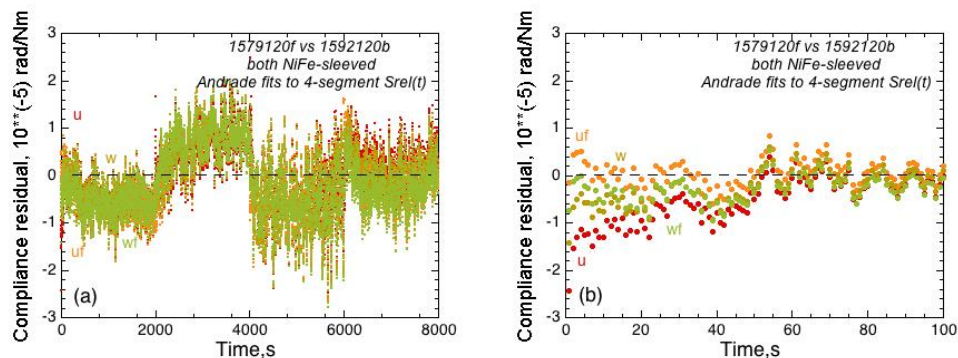 Compliance residual, 10**(-5) rad/Nm
3
2
1
0
-1
-2
-3
1579120f vs 1592120b
both NiFe-sleeved
Andrade fits to 4-segment Srel(t)
u
w
wf
uf
(a)
0 2000 4000 6000 8000
Time,s
Compliance residual, 10**(-5) rad/Nm
3
2
1
0
-1
-2
-3
1579120f vs 1592120b
both NiFe-sleeved
Andrade fits to 4-segment Srel(t)
uf
w
wf
u
(b)
0 20 40 60 80 100
Time,s